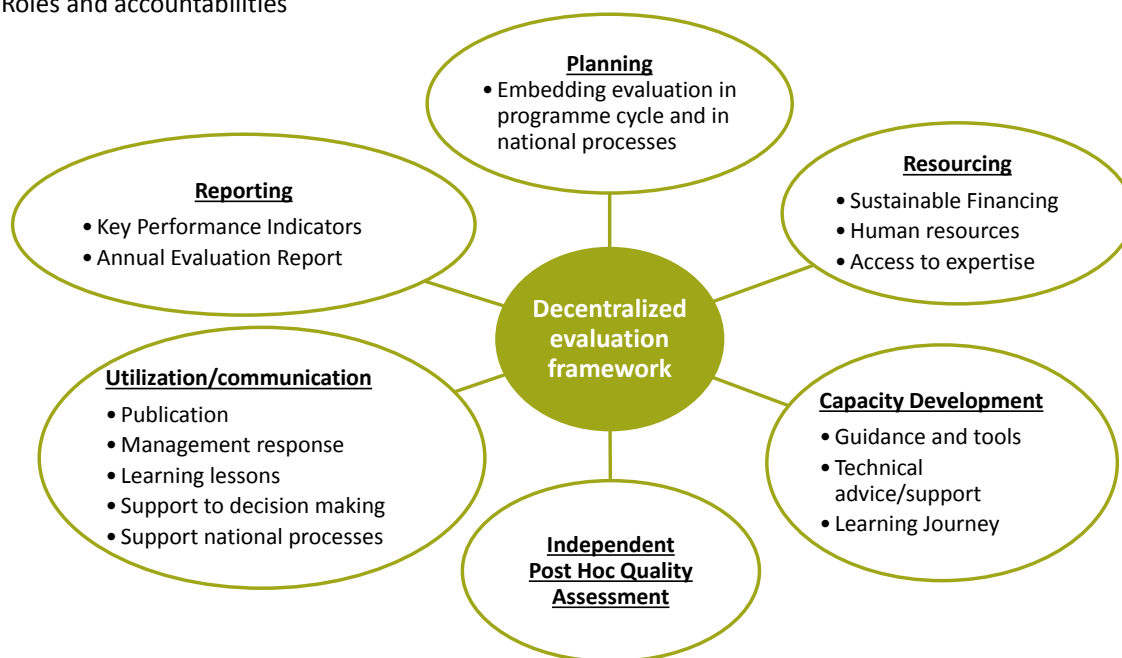 Roles and accountabilities
Planning
• Embedding evaluation in
programme cycle and in
national processes
Reporting
• Key Performance Indicators
• Annual Evaluation Report
Resourcing
• Sustainable Financing
• Human resources
• Access to expertise
Decentralized
evaluation
framework
Utilization/communication
• Publication
• Management response
• Learning lessons
• Support to decision making
• Support national processes
Capacity Development
• Guidance and tools
• Technical
advice/support
• Learning Journey
Independent
Post Hoc Quality
Assessment